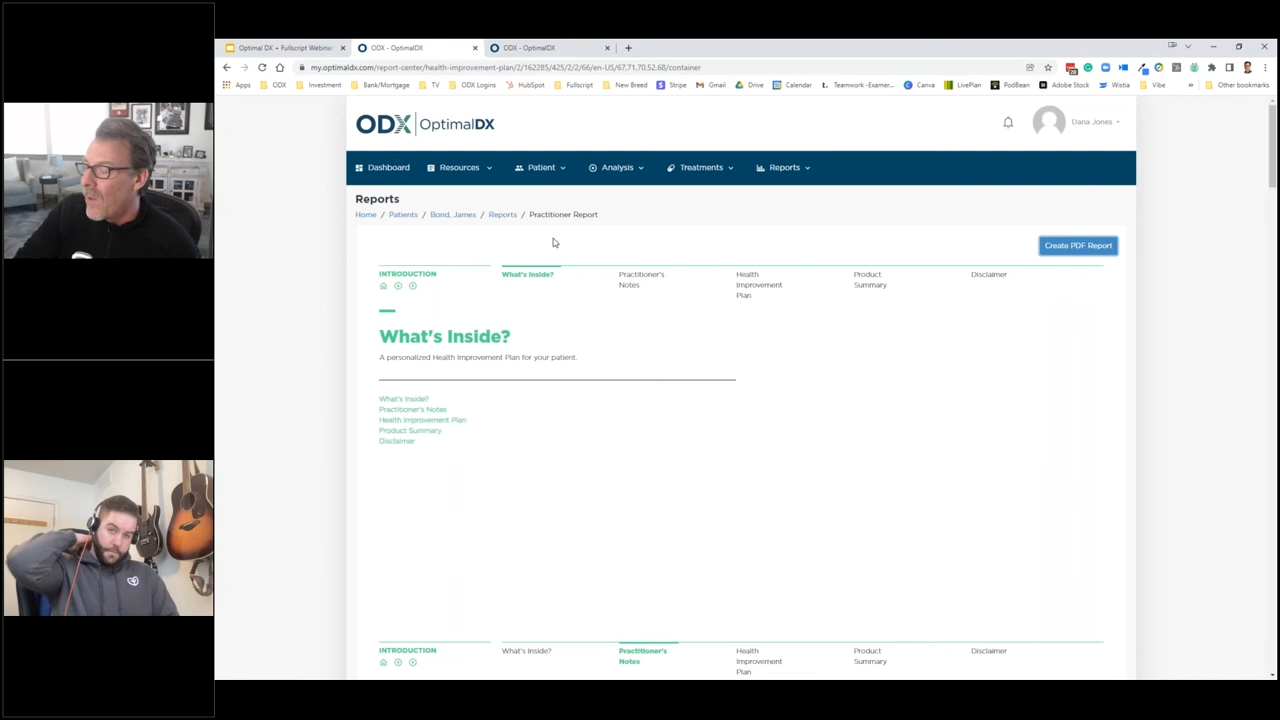 Optimal DX + Fullscript Webina
ODX - OptimalDX
ODX - OptimalDX
my.optimaldx.com/report-center/health-improvement-plan/2/162285/425/2/2/66/en-US/67,71,70,52,68/container
Apps ODX Investment Bank/Mortgage TV ODX Logins HubSpot Fullscript New Breed Stripe Gmail Drive Calendar Teamwork -Examer... Canva LivePlan PodBean Adobe Stock Wistia Vibe » Other bookmarks
ODX | OptimalDX
Dana Jones
Dashboard Resources Patient Analysis Treatments Reports
Reports
Home / Patients / Bond, James / Reports / Practitioner Report
Create PDF Report
INTRODUCTION
What's Inside?
Practitioner's
Notes
Health
Improvement
Plan
Product
Summary
Disclaimer
What's Inside?
A personalized Health Improvement Plan for your patient.
What's Inside?
Practitioner's Notes
Health Improvement Plan
Product Summary
Disclaimer
INTRODUCTION
What's Inside?
Practitioner's
Notes
Health
Improvement
Plan
Product
Summary
Disclaimer